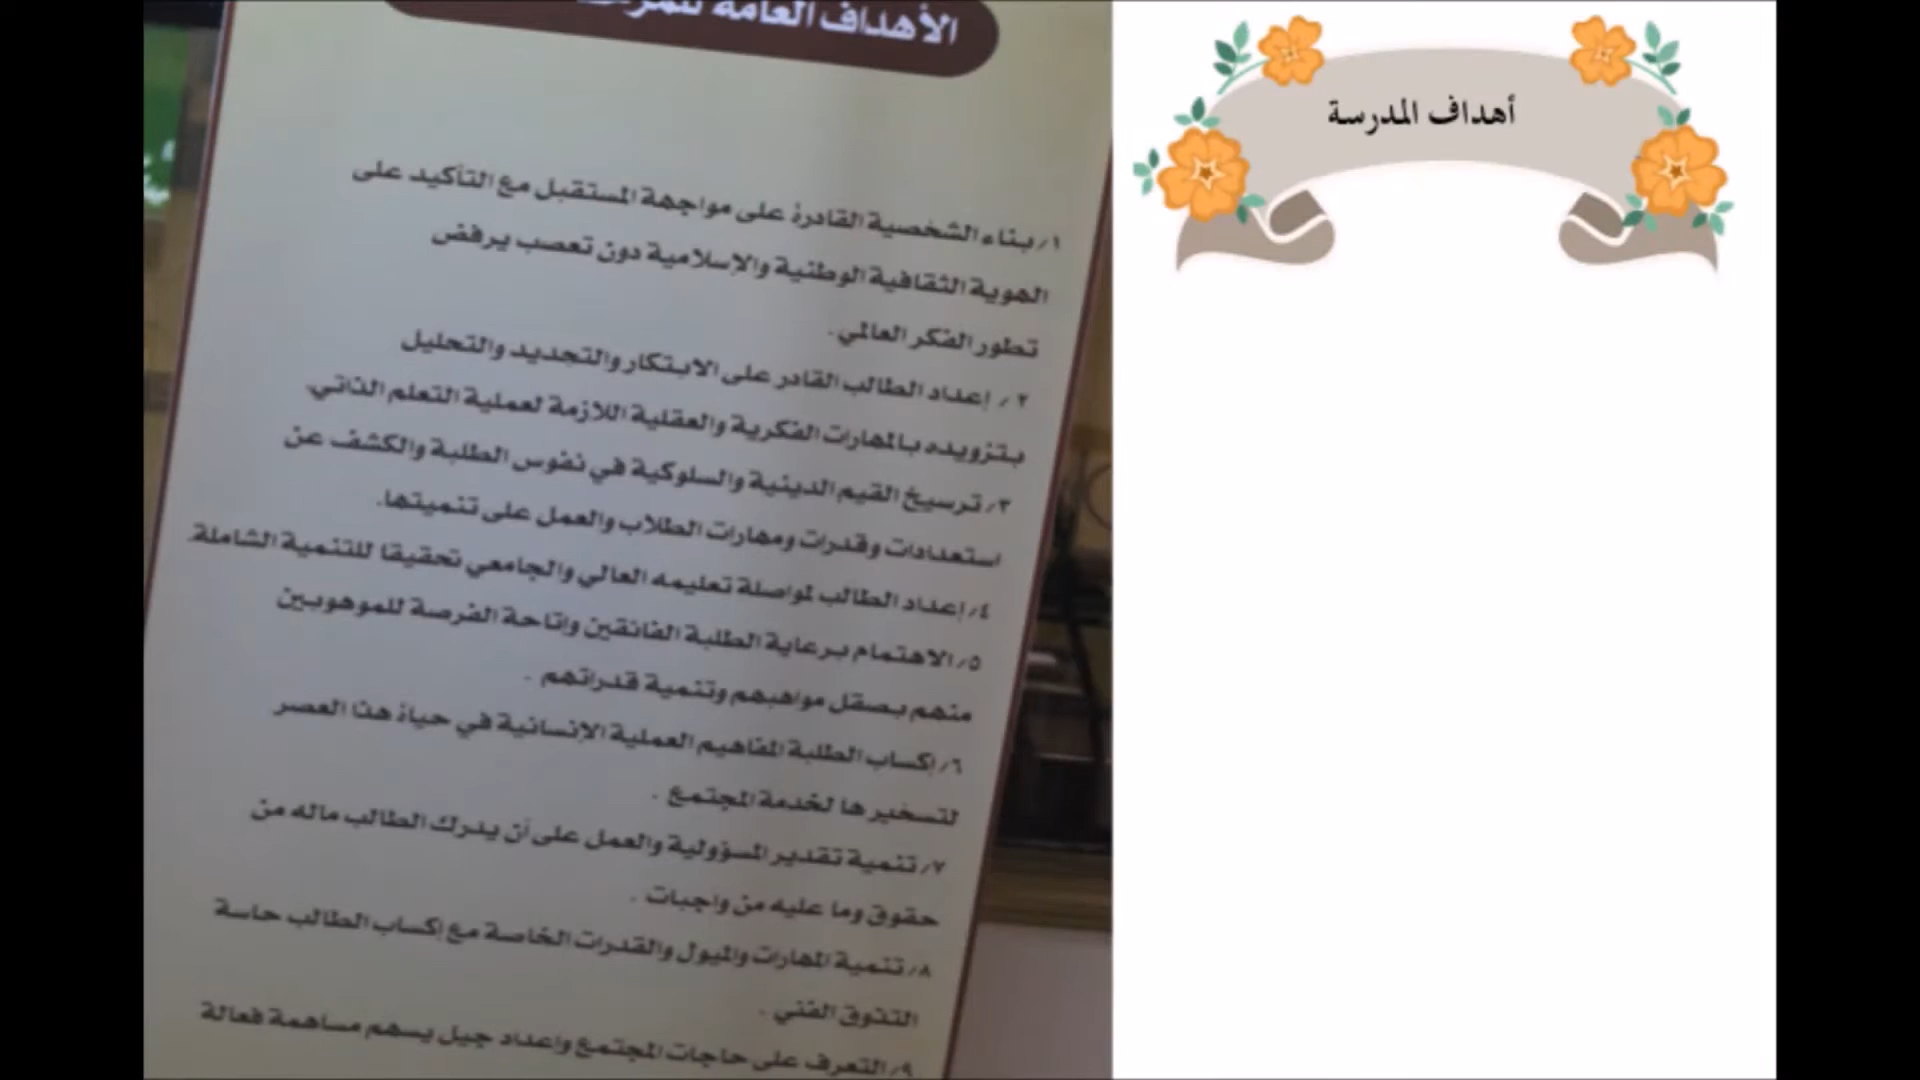 الأهداف العامة
١/ بناء الشخصية القادرة على مواجهة المستقبل مع التأكيد على
الهوية الثقافية الوطنية والإسلامية دون تعصب يرفض
تطور الفكر العالمي .
٢/ إعداد الطالب القادر على الابتكار والتجديد والتحليل
بتزويده بالمهارات الفكرية والعقلية اللازمة لعملية التعلم الذاتي.
٣/ ترسيخ القيم الدينية والسلوكية في نفوس الطلبة والكشف عن
استعدادات وقدرات ومهارات الطلاب والعمل على تنميتها.
٤/ إعداد الطالب لمواصلة تعليمه العالي والجامعي تحقيقا للتنمية الشاملة.
٥/ الاهتمام برعاية الطلبة الفائقين وإتاحة الفرصة للموهوبين
منهم بصقل مواهبهم وتنمية قدراتهم .
٦/ إكساب الطلبة المفاهيم العملية الإنسانية في حياة هذا العصر
لتسخيرها لخدمة المجتمع .
٧/ تنمية تقدير المسؤولية والعمل على أن يدرك الطالب ماله من
حقوق وما عليه من واجبات .
٨/ تنمية المهارات والميول والقدرات الخاصة مع إكساب الطالب حاسة
التذوق الفني .
٩/ التعرف على حاجات المجتمع وإعداد جيل يسهم مساهمة فعالة
أهداف المدرسة